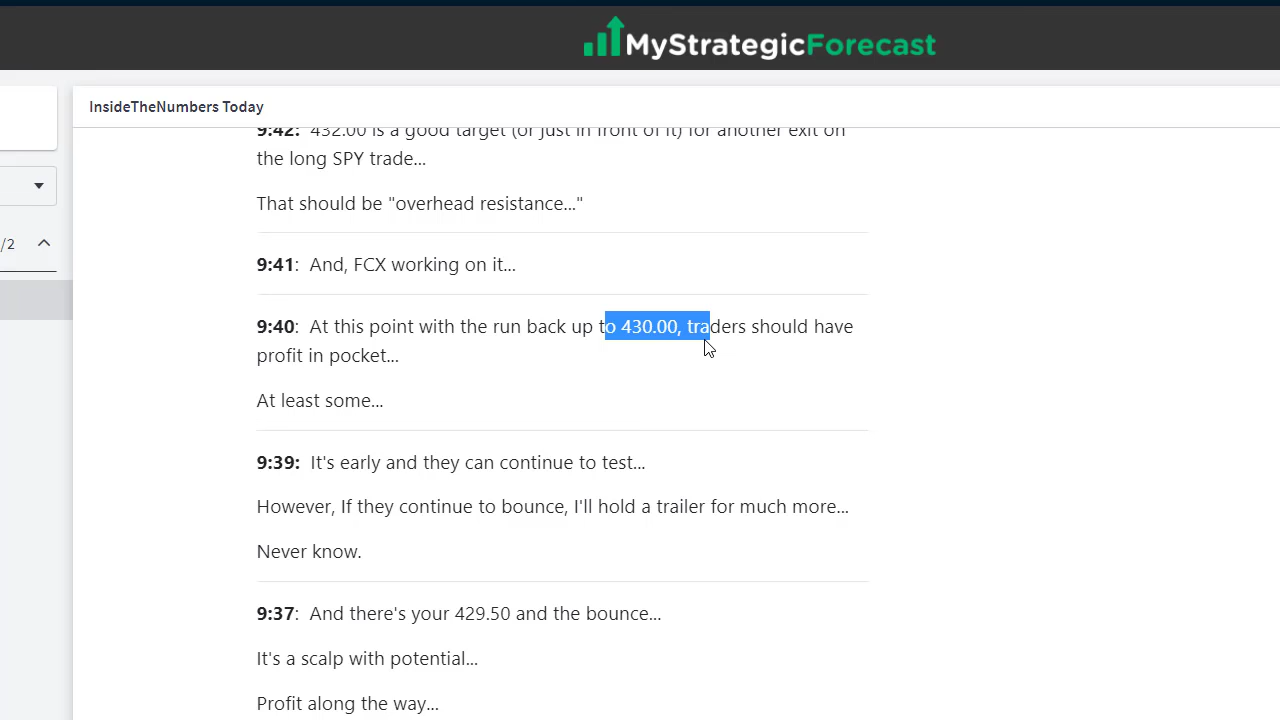 MyStrategicForecast
InsideTheNumbers Today
9:42: 432.00 is a good target (or just in front of it) for another exit on
the long SPY trade...
That should be "overhead resistance..."
/2
9:41: And, FCX working on it...
9:40: At this point with the run back up to 430.00, traders should have
profit in pocket...
At least some...
9:39: It's early and they can continue to test...
However, If they continue to bounce, I'll hold a trailer for much more...
Never know.
9:37: And there's your 429.50 and the bounce...
It's a scalp with potential...
Profit along the way...